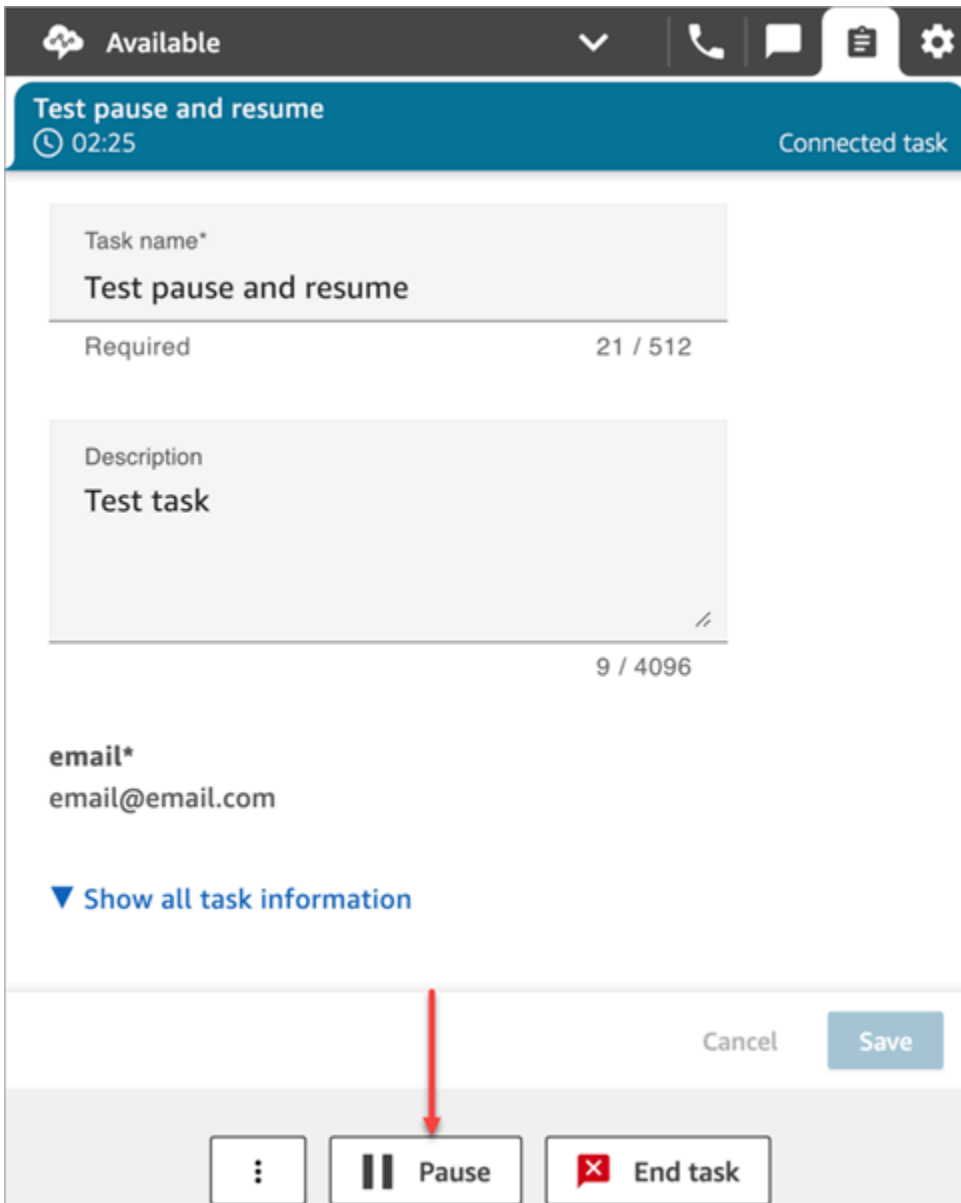 Available
Test pause and resume
02:25 Connected task
Task name*
Test pause and resume
Required 21 / 512
Description
Test task
9 / 4096
email*
email@email.com
Show all task information
Cancel Save
Pause End task